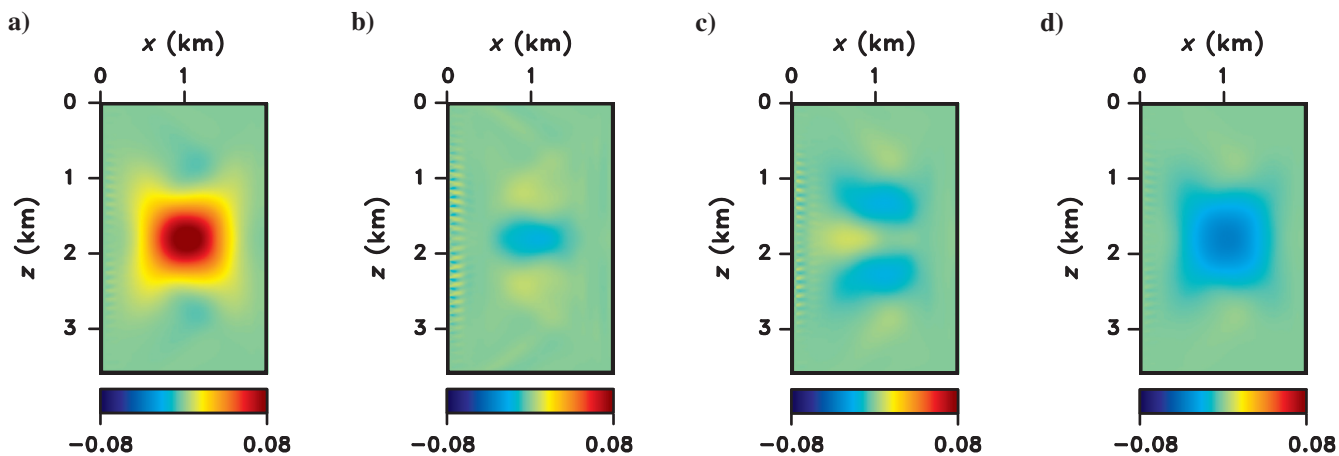 a) b) c) d)
x (km) x (km) x (km) x (km)
0 1 0 1 0 1 0 1
0 0 0 0
1 1 1 1
z (km) z (km) z (km) z (km)
2 2 2 2
3 3 3 3
−0.08 0.08 −0.08 0.08 −0.08 0.08 −0.08 0.08